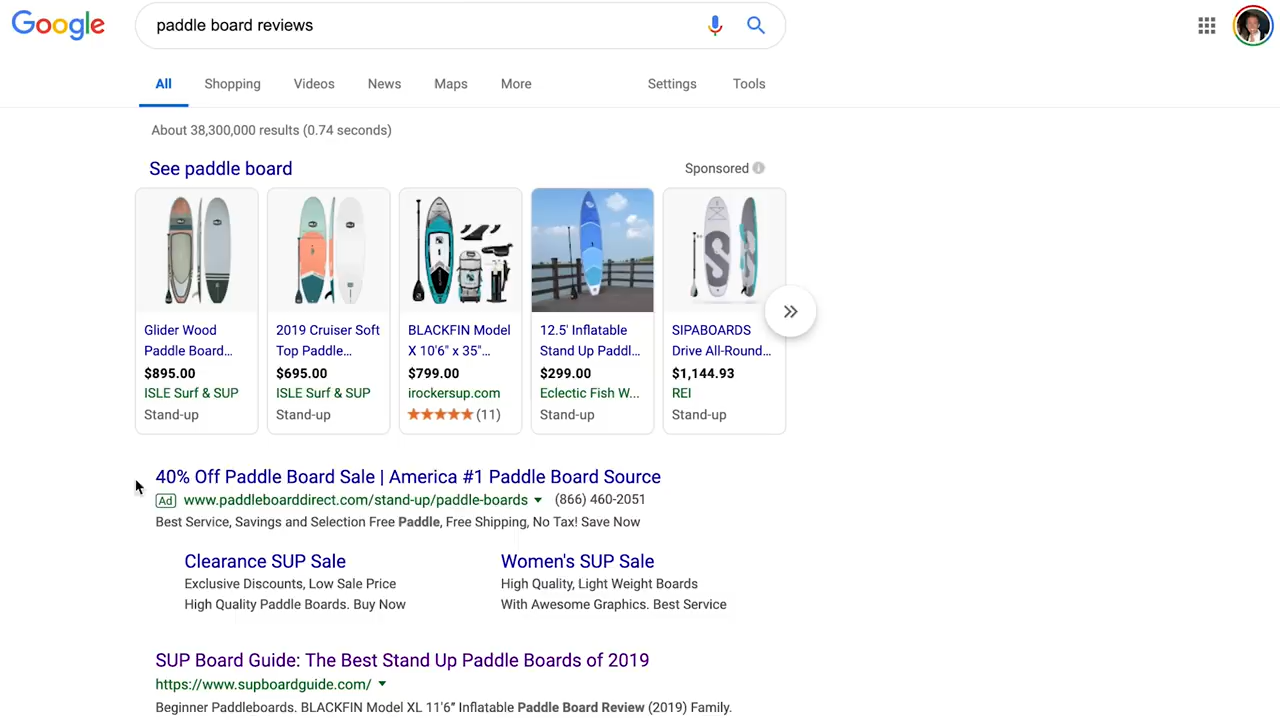 Google
paddle board reviews
All Shopping Videos News Maps More Settings Tools
About 38,300,000 results (0.74 seconds)
See paddle board
Sponsored
Glider Wood
Paddle Board...
$895.00
ISLE Surf & SUP
Stand-up
2019 Cruiser Soft
Top Paddle...
$695.00
ISLE Surf & SUP
Stand-up
BLACKFIN Model
X 10'6" x 35"...
$799.00
irockersup.com
(11)
12.5' Inflatable
Stand Up Paddl...
$299.00
Eclectic Fish W...
Stand-up
SIPABOARDS
Drive All-Round...
$1,144.93
REI
Stand-up
40% Off Paddle Board Sale | America #1 Paddle Board Source
Ad www.paddleboarddirect.com/stand-up/paddle-boards (866) 460-2051
Best Service, Savings and Selection Free Paddle, Free Shipping, No Tax! Save Now
Clearance SUP Sale
Exclusive Discounts, Low Sale Price
High Quality Paddle Boards. Buy Now
Women's SUP Sale
High Quality, Light Weight Boards
With Awesome Graphics. Best Service
SUP Board Guide: The Best Stand Up Paddle Boards of 2019
https://www.supboardguide.com/
Beginner Paddleboards. BLACKFIN Model XL 11'6″ Inflatable Paddle Board Review (2019) Family.